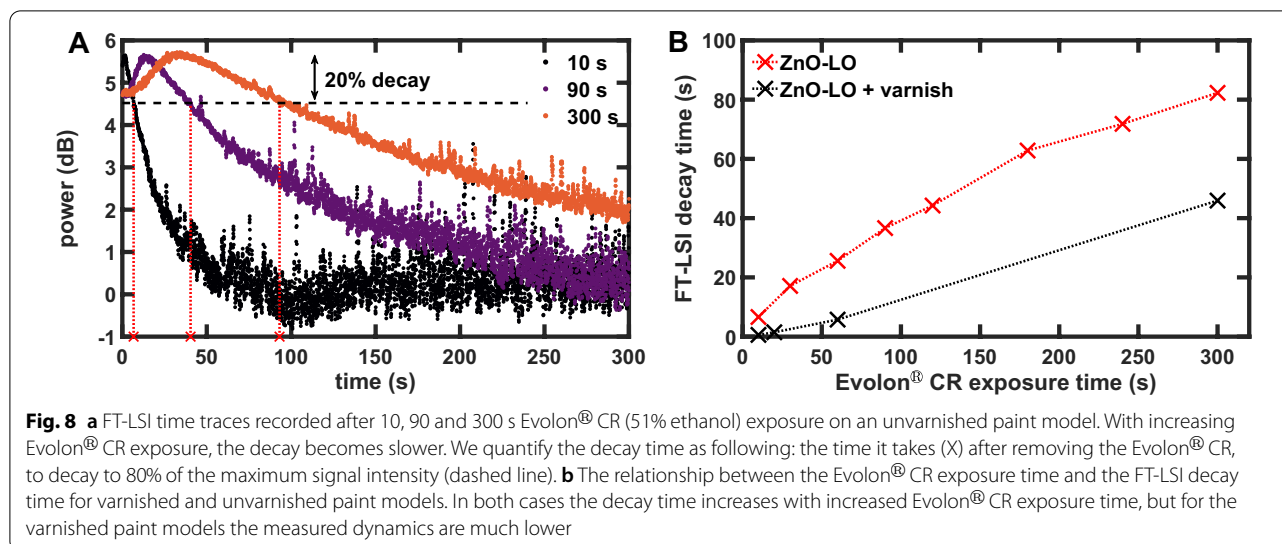 A
power (dB)
6
5
4
3
2
1
0
-1
20% decay
10 s
90 s
300 s
0 50 100 150 200 250 300
time (s)
B
FT-LSI decay time (s)
100
80
60
40
20
0
ZnO-LO
ZnO-LO + varnish
0 50 100 150 200 250 300
Evolon® CR exposure time (s)
Fig. 8 a FT-LSI time traces recorded after 10, 90 and 300 s Evolon® CR (51% ethanol) exposure on an unvarnished paint model. With increasing
Evolon® CR exposure, the decay becomes slower. We quantify the decay time as following: the time it takes (X) after removing the Evolon® CR,
to decay to 80% of the maximum signal intensity (dashed line). b The relationship between the Evolon® CR exposure time and the FT-LSI decay
time for varnished and unvarnished paint models. In both cases the decay time increases with increased Evolon® CR exposure time, but for the
varnished paint models the measured dynamics are much lower